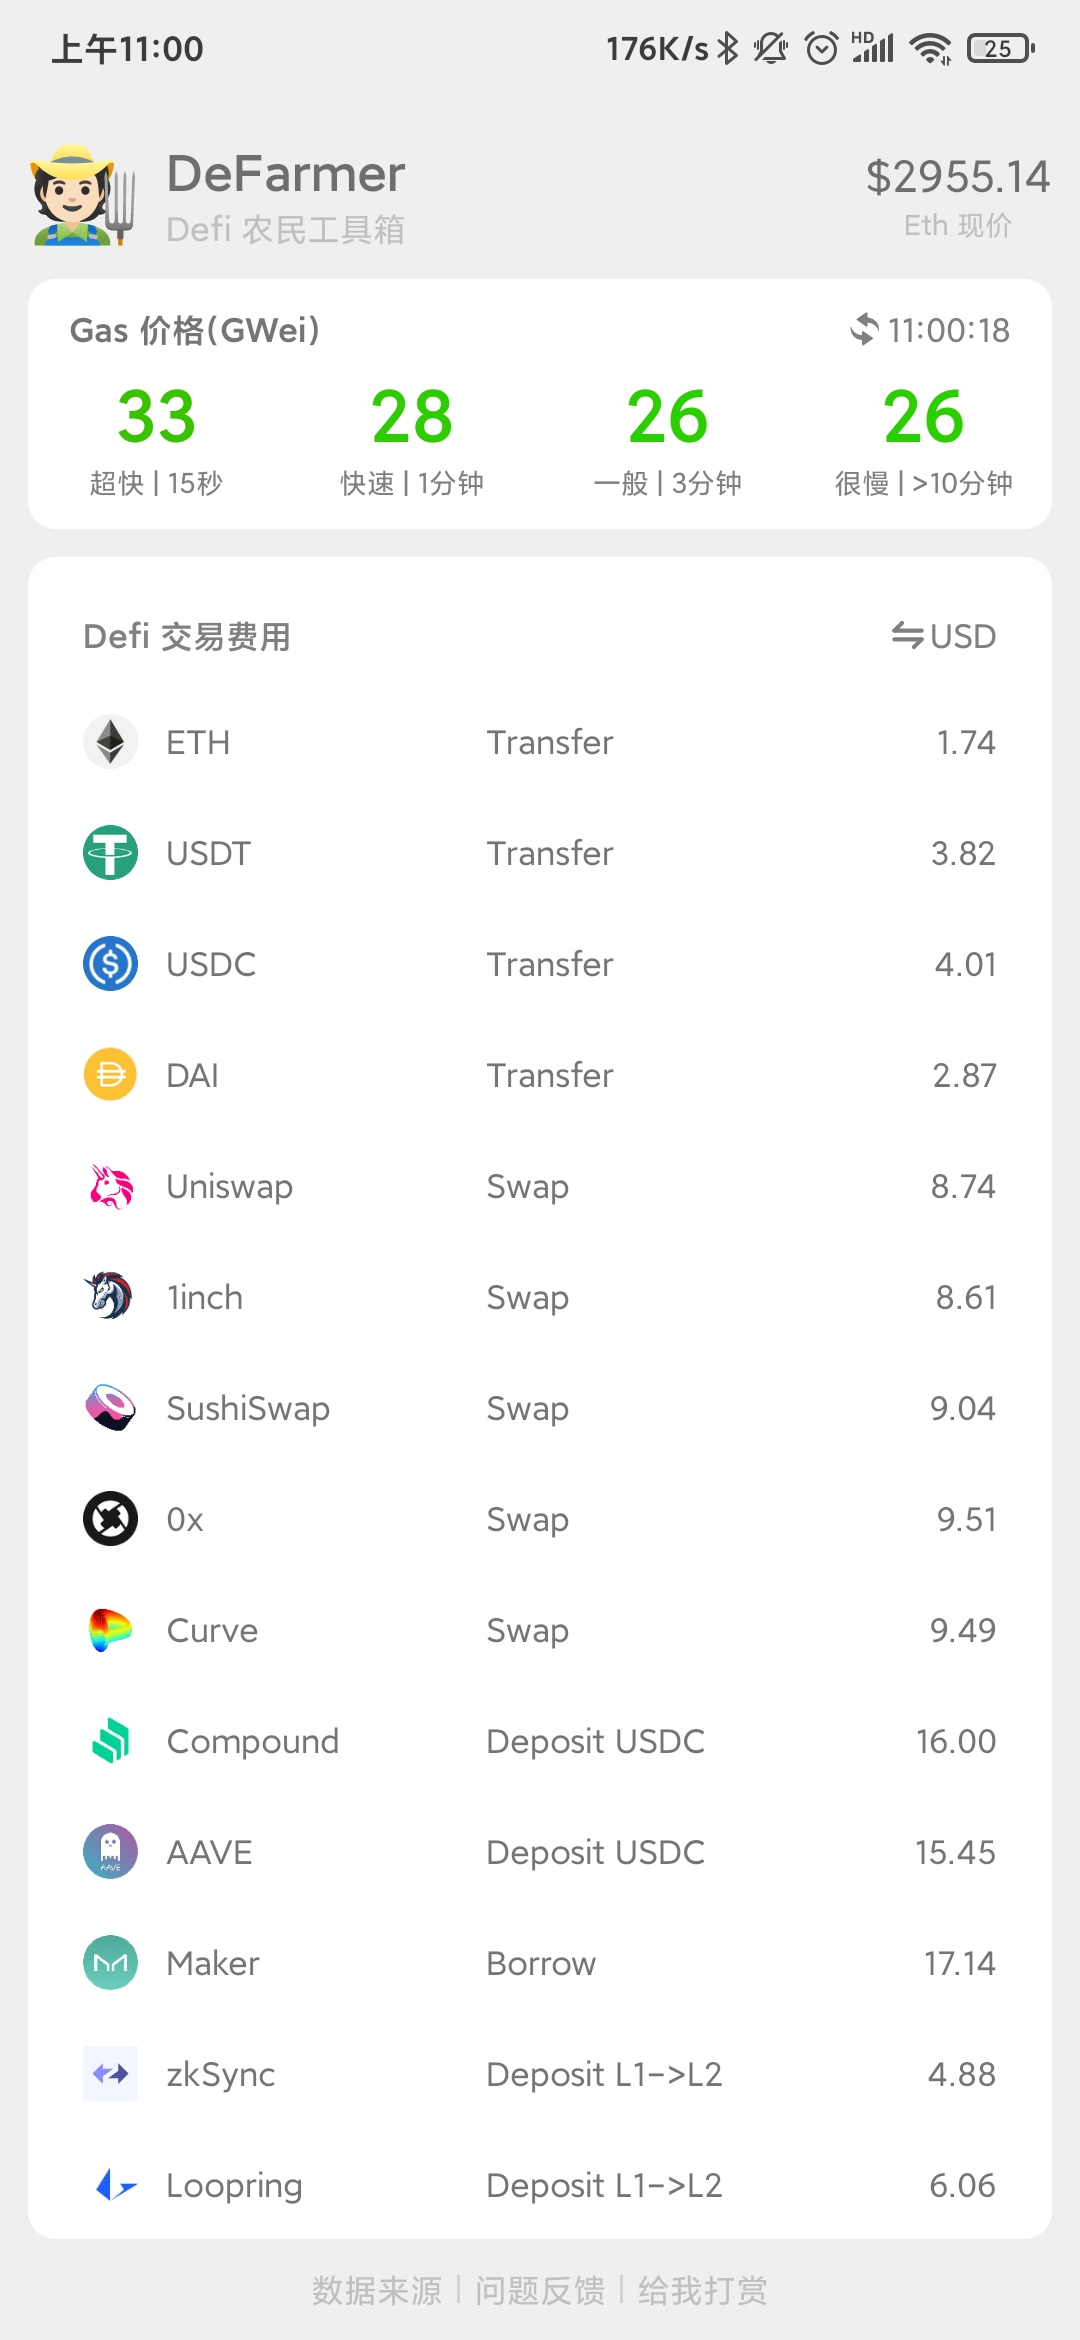 上午11:00 176K/s HD 25
DeFarmer $2955.14
Defi 农民工具箱 Eth 现价
Gas 价格(GWei) 11:00:18
33 28 26 26
超快 | 15秒 快速 | 1分钟 一般 | 3分钟 很慢 | >10分钟
Defi 交易费用 USD
ETH Transfer 1.74
USDT Transfer 3.82
USDC Transfer 4.01
DAI Transfer 2.87
Uniswap Swap 8.74
1inch Swap 8.61
SushiSwap Swap 9.04
0x Swap 9.51
Curve Swap 9.49
Compound Deposit USDC 16.00
AAVE Deposit USDC 15.45
Maker Borrow 17.14
zkSync Deposit L1->L2 4.88
Loopring Deposit L1->L2 6.06
数据来源 | 问题反馈 | 给我打赏